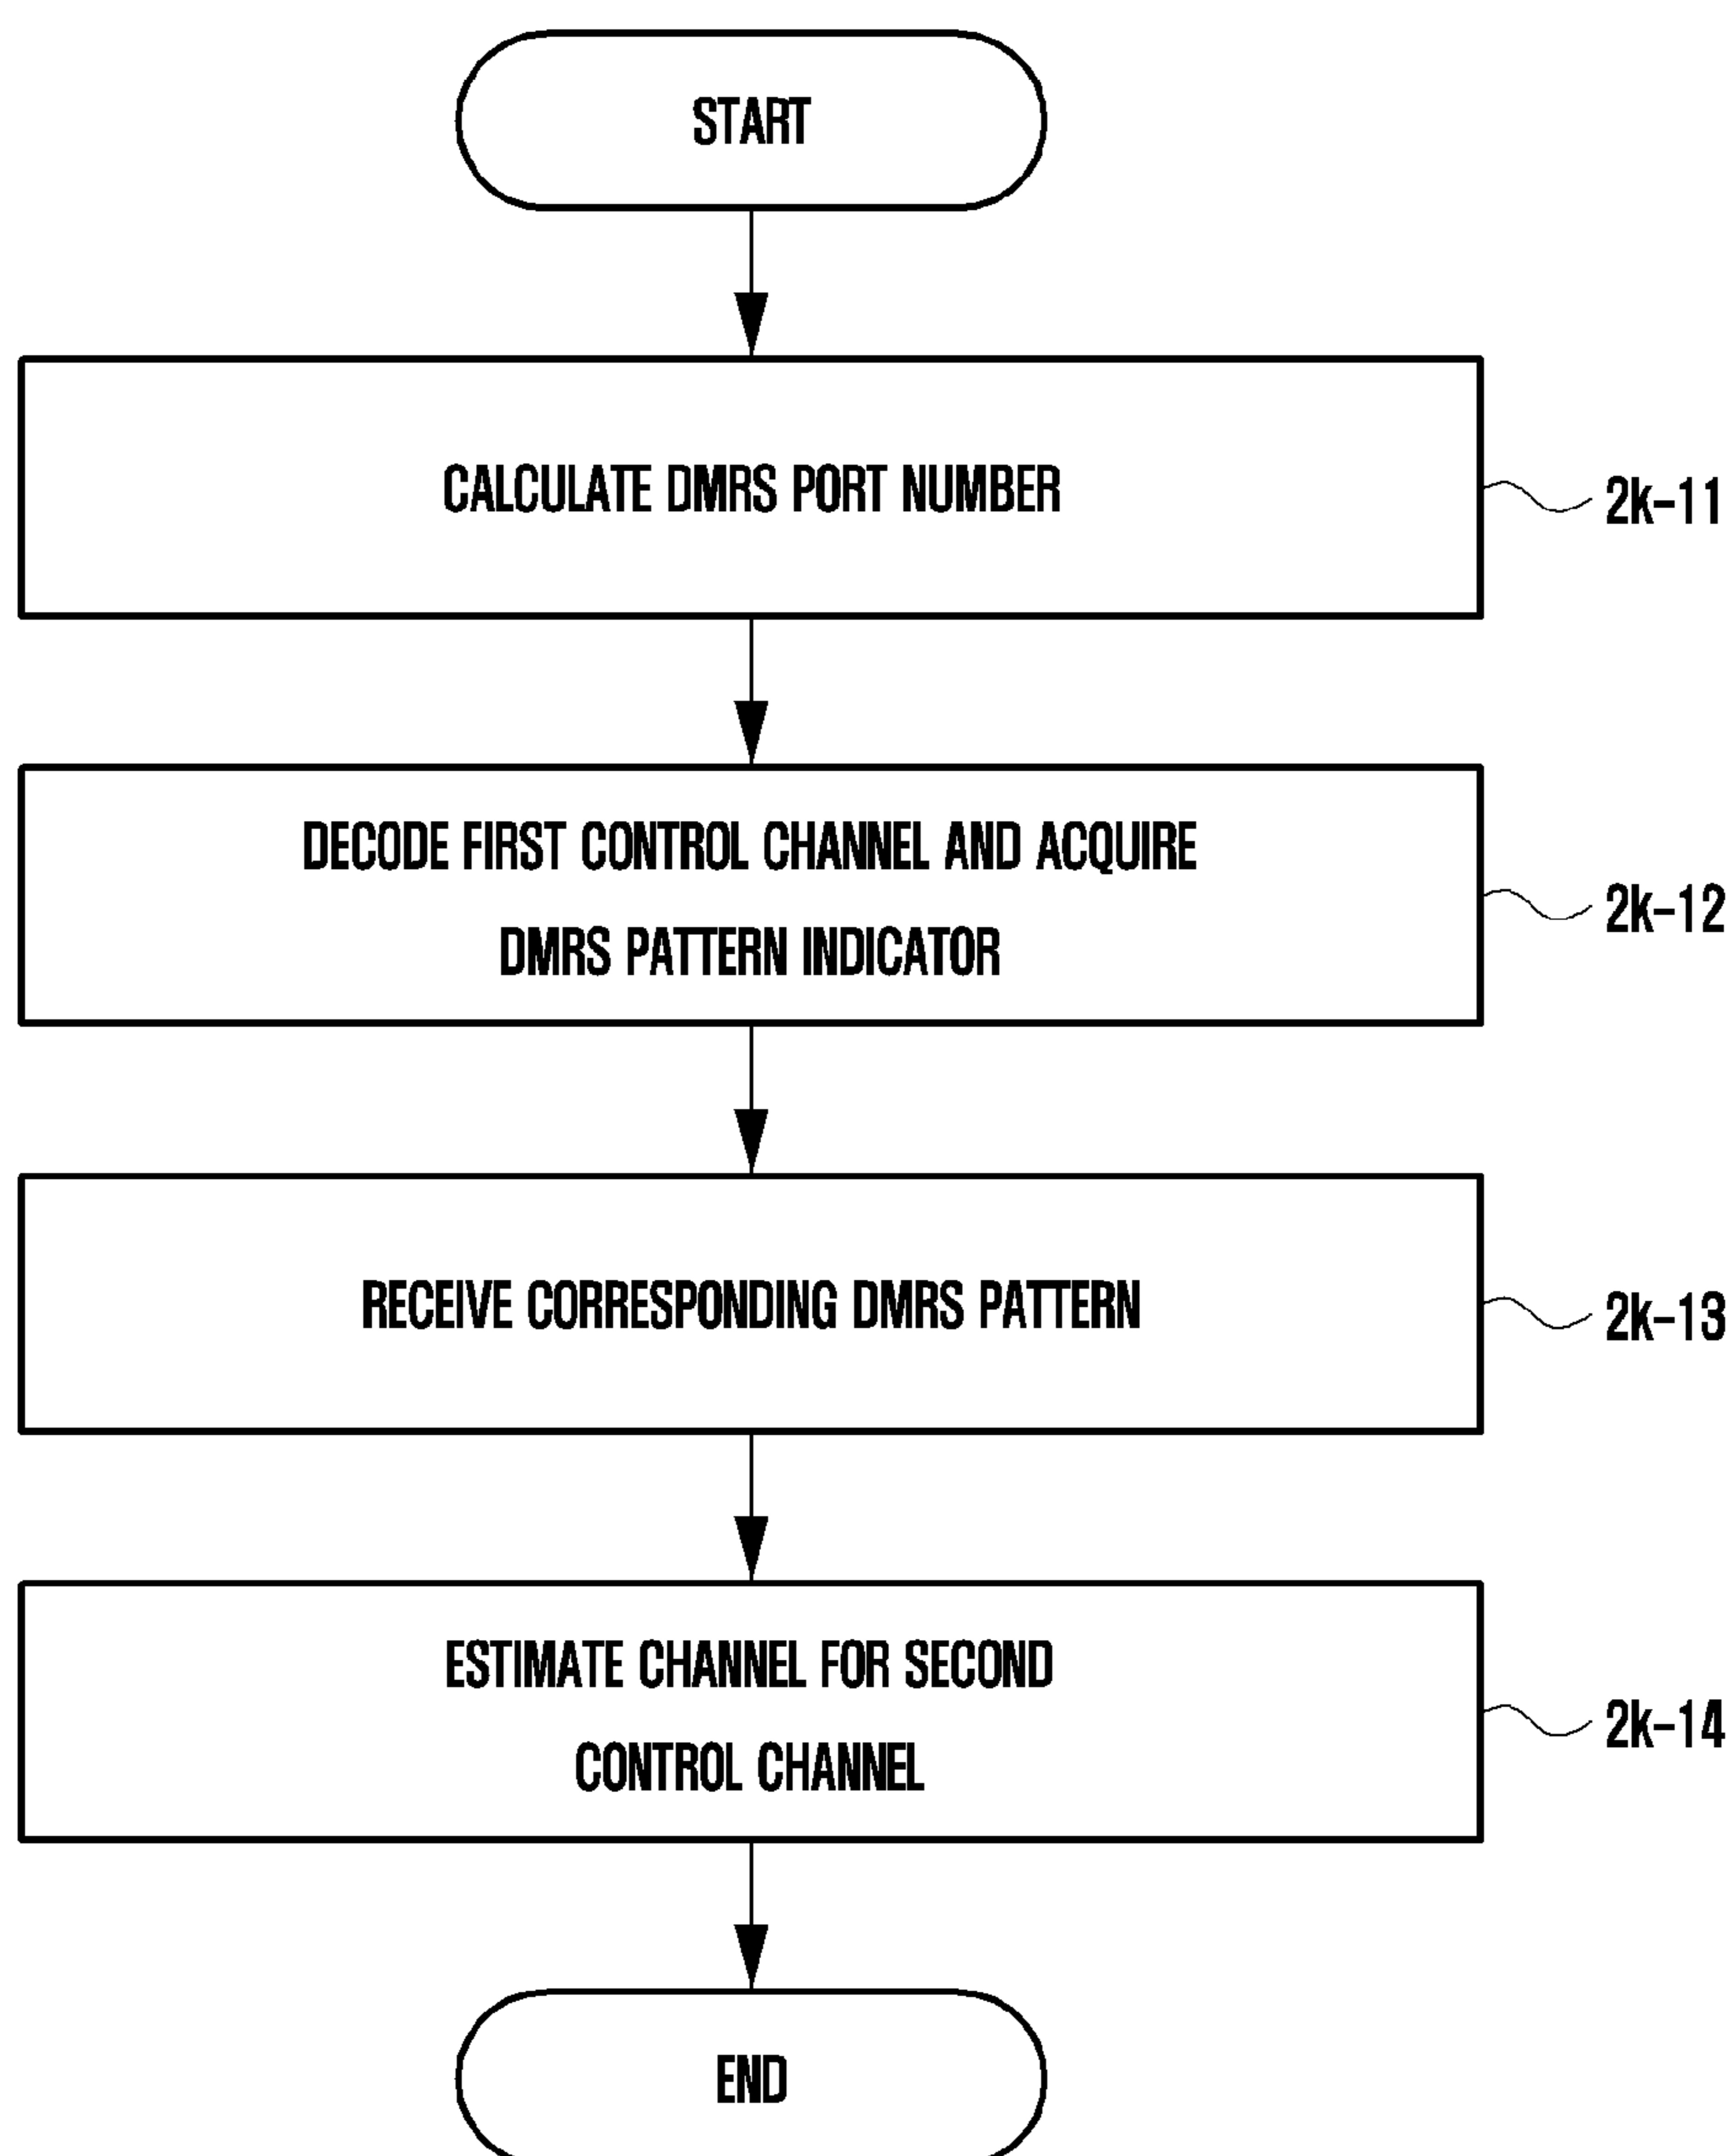 START
CALCULATE DMRS PORT NUMBER
2k-11
DECODE FIRST CONTROL CHANNEL AND ACQUIRE
DMRS PATTERN INDICATOR
2k-12
RECEIVE CORRESPONDING DMRS PATTERN
2k-13
ESTIMATE CHANNEL FOR SECOND
CONTROL CHANNEL
2k-14
END